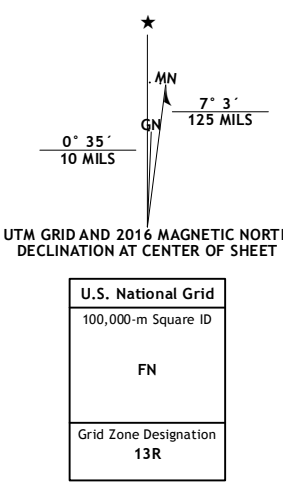 ★
MN
7° 3´
125 MILS
GN
0° 35´
10 MILS
UTM GRID AND 2016 MAGNETIC NORTH
DECLINATION AT CENTER OF SHEET
U.S. National Grid
100,000-m Square ID
FN
Grid Zone Designation
13R